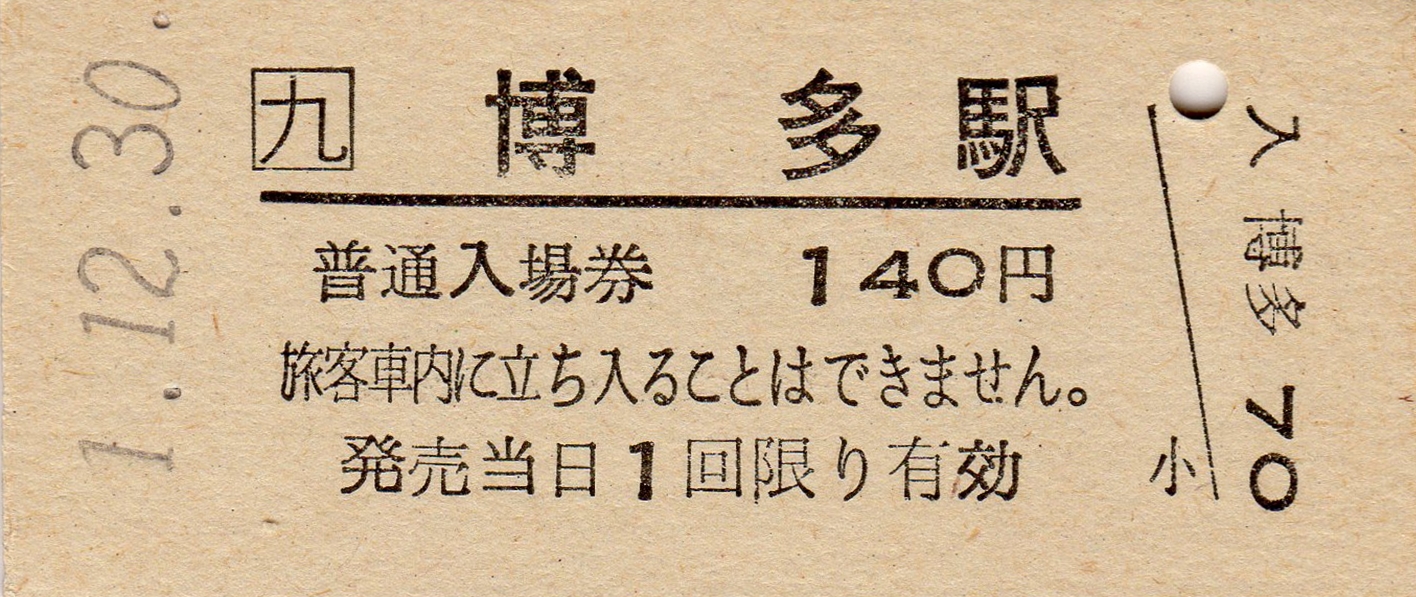 1.12.30.
九 博多駅
普通入場券 140円
旅客車内に立ち入ることはできません。
発売当日1回限り有効
小
入 博多 70